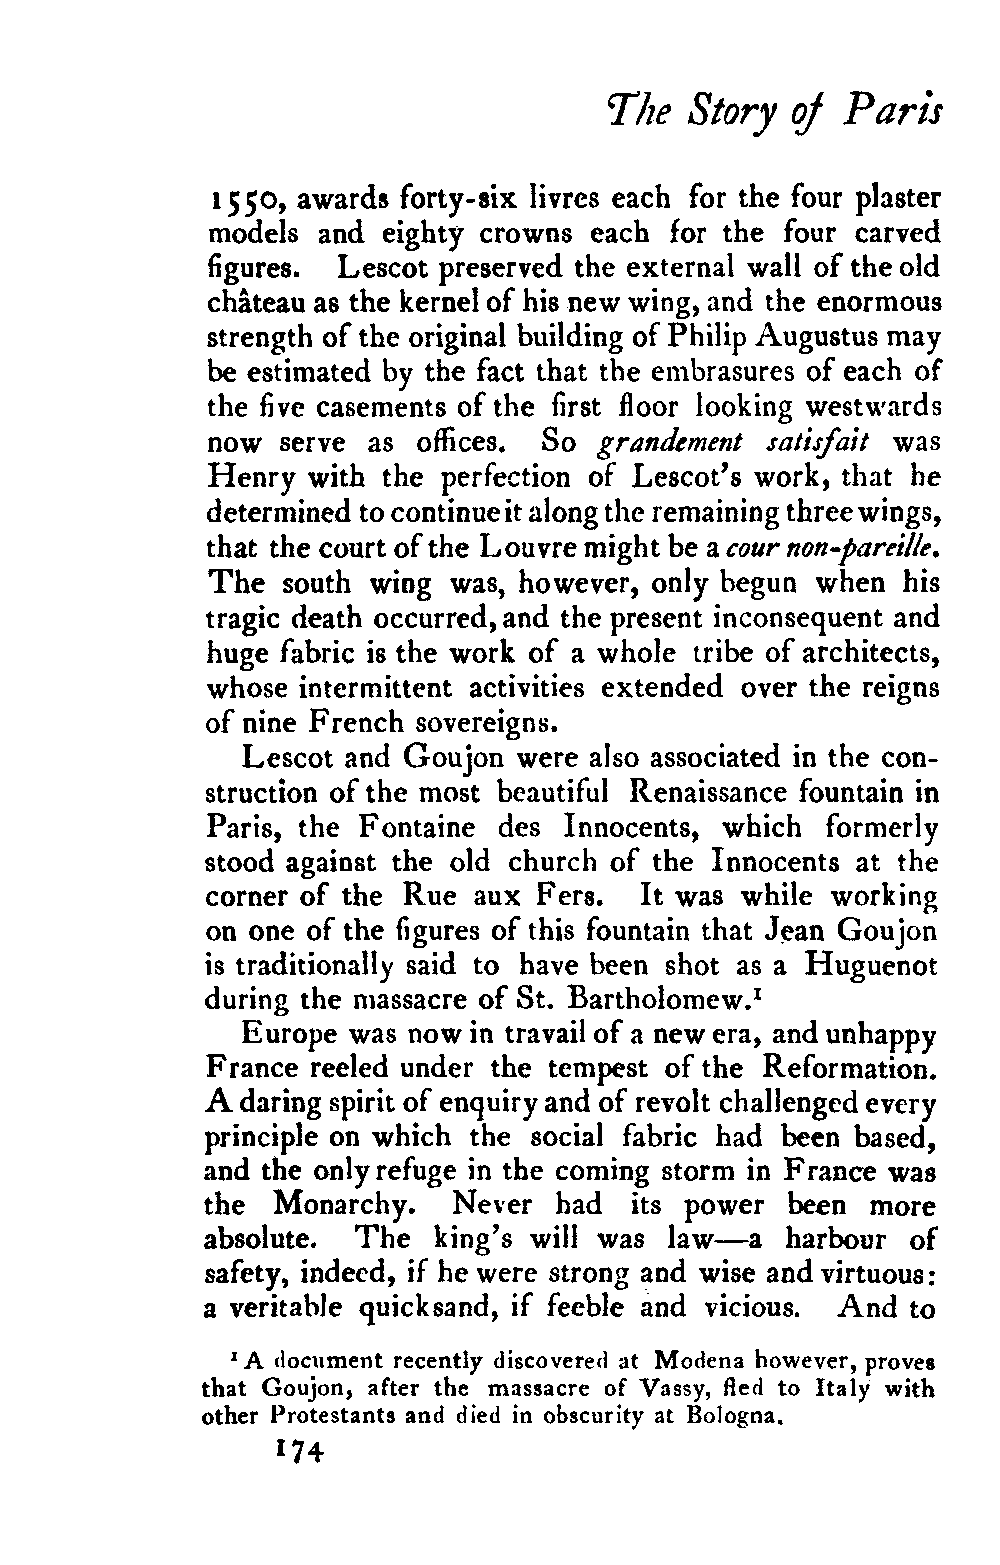 The Story of Paris
1550, awards forty-six livres each for the four plaster
models and eighty crowns each for the four carved
figures. Lescot preserved the external wall of the old
château as the kernel of his new wing, and the enormous
strength of the original building of Philip Augustus may
be estimated by the fact that the embrasures of each of
the five casements of the first floor looking westwards
now serve as offices. So grandement satisfait was
Henry with the perfection of Lescot's work, that he
determined to continue it along the remaining three wings,
that the court of the Louvre might be a cour non-pareille.
The south wing was, however, only begun when his
tragic death occurred, and the present inconsequent and
huge fabric is the work of a whole tribe of architects,
whose intermittent activities extended over the reigns
of nine French sovereigns.
Lescot and Goujon were also associated in the con-
struction of the most beautiful Renaissance fountain in
Paris, the Fontaine des Innocents, which formerly
stood against the old church of the Innocents at the
corner of the Rue aux Fers. It was while working
on one of the figures of this fountain that Jean Goujon
is traditionally said to have been shot as a Huguenot
during the massacre of St. Bartholomew.¹
Europe was now in travail of a new era, and unhappy
France reeled under the tempest of the Reformation.
A daring spirit of enquiry and of revolt challenged every
principle on which the social fabric had been based,
and the only refuge in the coming storm in France was
the Monarchy. Never had its power been more
absolute. The king's will was law—a harbour of
safety, indeed, if he were strong and wise and virtuous:
a veritable quicksand, if feeble and vicious. And to
¹ A document recently discovered at Modena however, proves
that Goujon, after the massacre of Vassy, fled to Italy with
other Protestants and died in obscurity at Bologna.
174